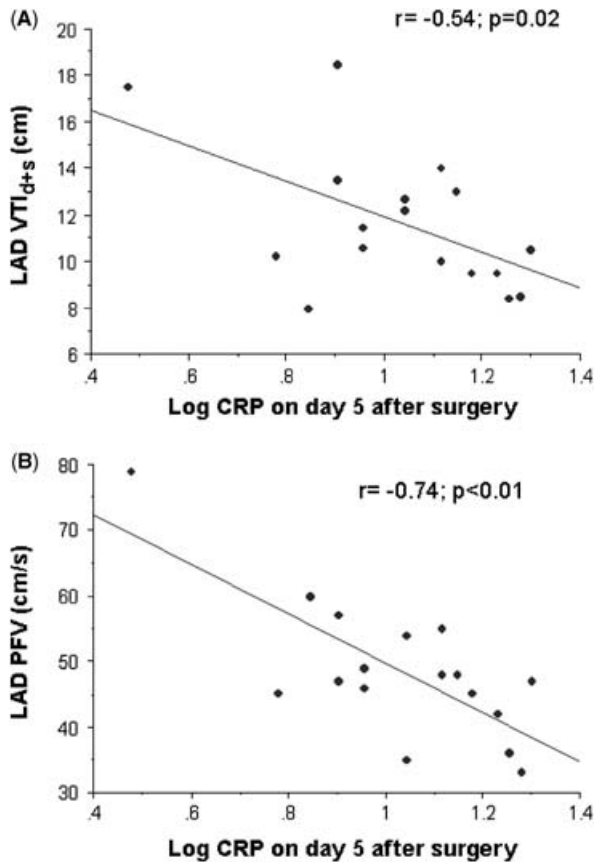 (A)
r= -0.54; p=0.02
20
18
16
14
12
10
8
6
LAD VTId+s (cm)
.4 .6 .8 1 1.2 1.4
Log CRP on day 5 after surgery
(B)
r= -0.74; p<0.01
80
70
60
50
40
30
LAD PFV (cm/s)
.4 .6 .8 1 1.2 1.4
Log CRP on day 5 after surgery